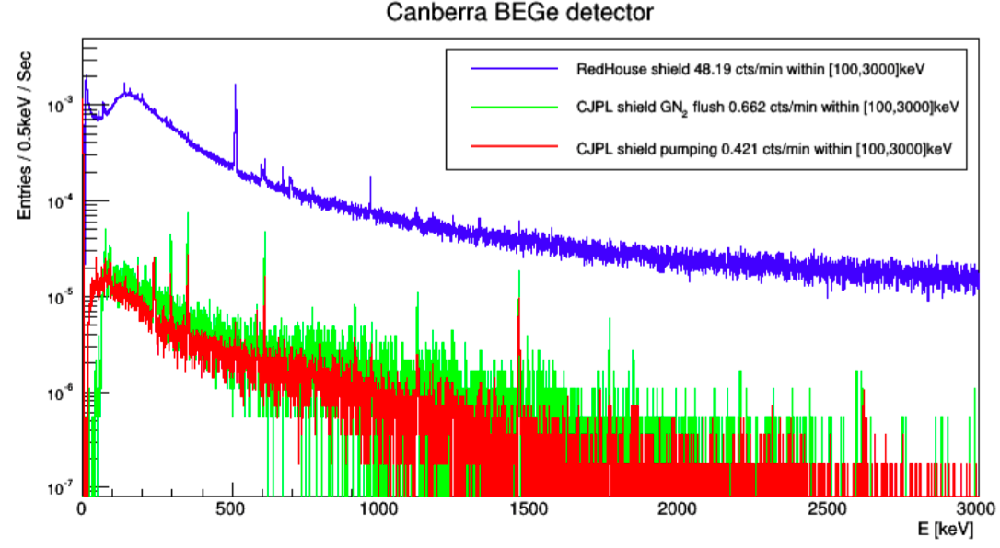 Canberra BEGe detector
Entries / 0.5keV / Sec
RedHouse shield 48.19 cts/min within [100,3000]keV
CJPL shield GN₂ flush 0.662 cts/min within [100,3000]keV
CJPL shield pumping 0.421 cts/min within [100,3000]keV
10⁻³
10⁻⁴
10⁻⁵
10⁻⁶
10⁻⁷
0 500 1000 1500 2000 2500 3000
E [keV]